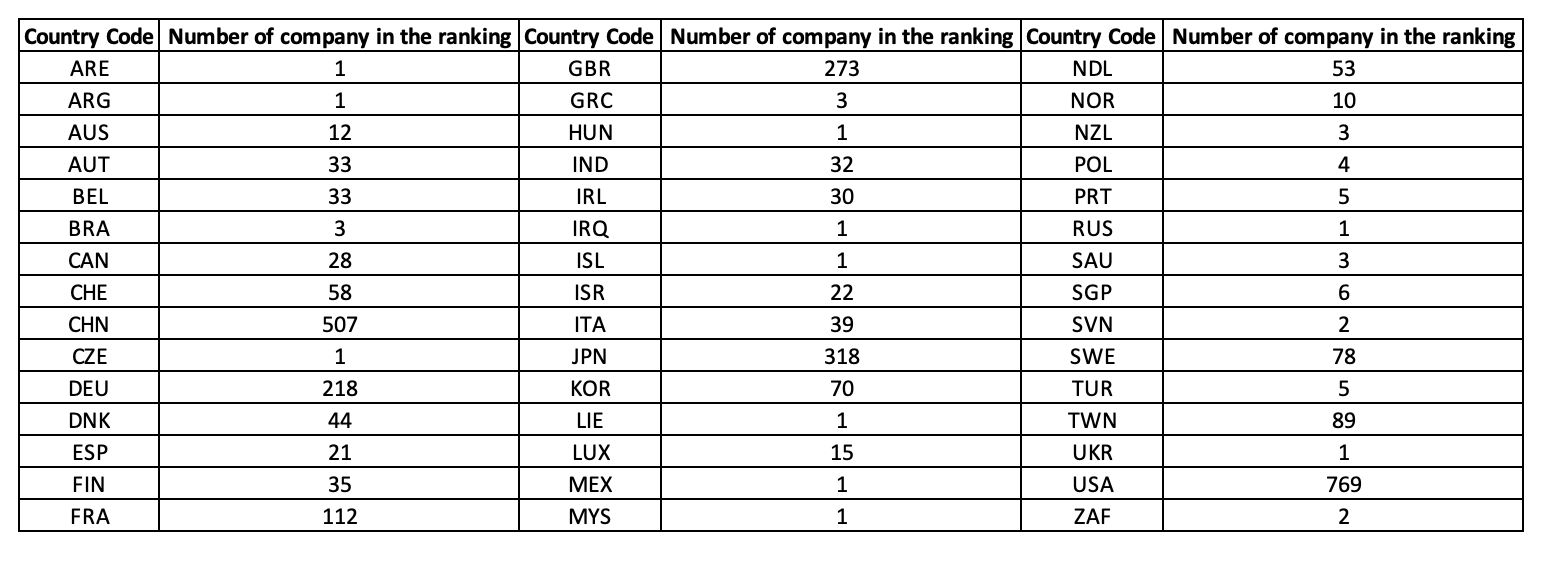 Country Code Number of company in the ranking Country Code Number of company in the ranking Country Code Number of company in the ranking
ARE 1 GBR 273 NDL 53
ARG 1 GRC 3 NOR 10
AUS 12 HUN 1 NZL 3
AUT 33 IND 32 POL 4
BEL 33 IRL 30 PRT 5
BRA 3 IRQ 1 RUS 1
CAN 28 ISL 1 SAU 3
CHE 58 ISR 22 SGP 6
CHN 507 ITA 39 SVN 2
CZE 1 JPN 318 SWE 78
DEU 218 KOR 70 TUR 5
DNK 44 LIE 1 TWN 89
ESP 21 LUX 15 UKR 1
FIN 35 MEX 1 USA 769
FRA 112 MYS 1 ZAF 2